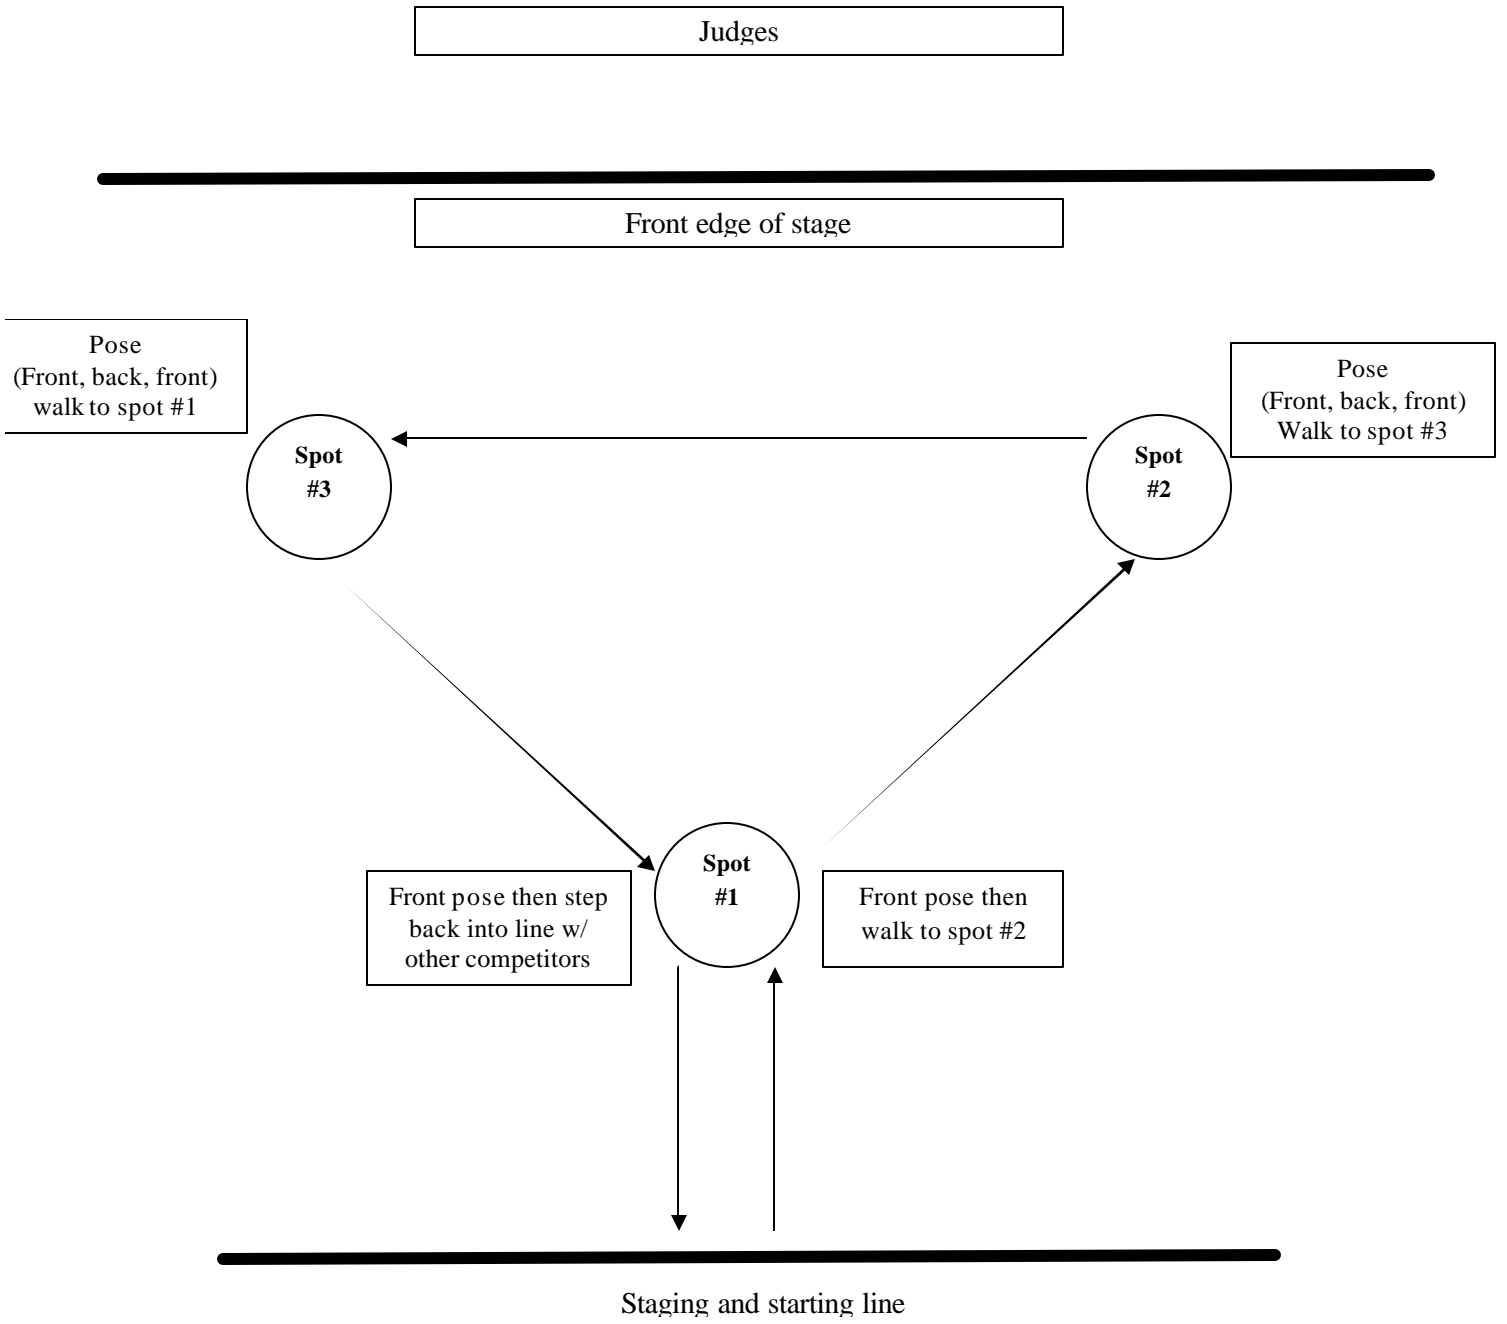 Judges
Front edge of stage
Pose
(Front, back, front)
walk to spot #1
Pose
(Front, back, front)
Walk to spot #3
Spot
#3
Spot
#2
Spot
#1
Front pose then step
back into line w/
other competitors
Front pose then
walk to spot #2
Staging and starting line